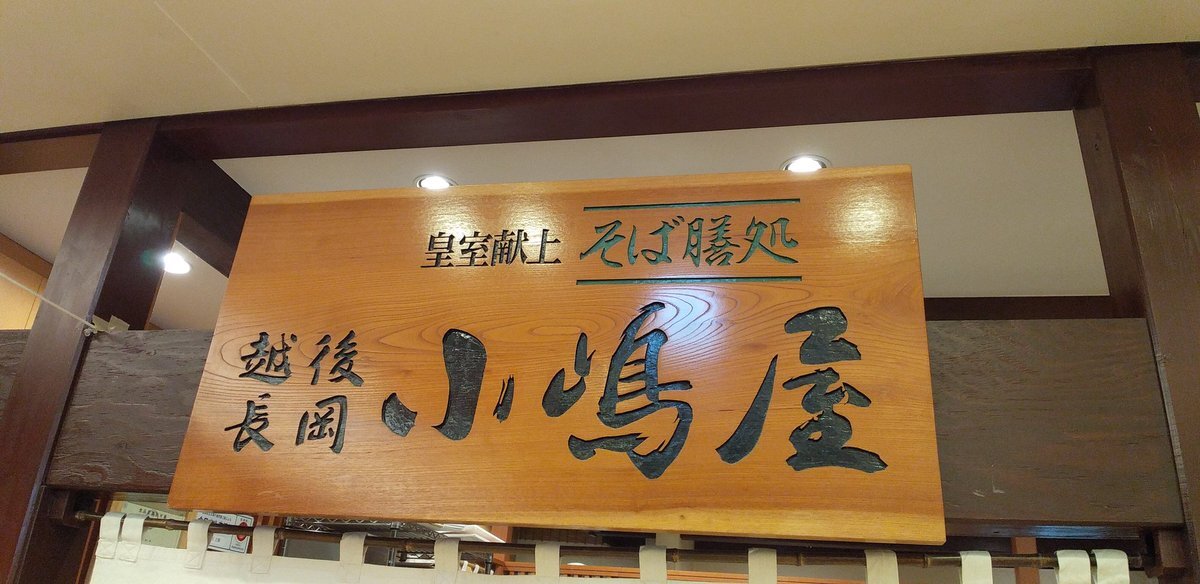 皇室献上 そば膳処
越後
長岡
小嶋屋